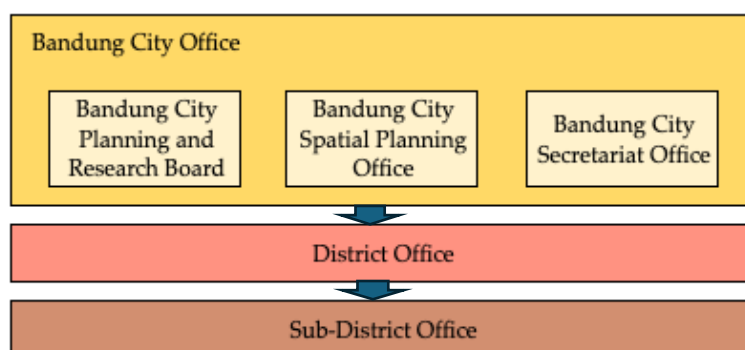 Bandung City Office
Bandung City
Planning and
Research Board
Bandung City
Spatial Planning
Office
Bandung City
Secretariat Office
District Office
Sub-District Office